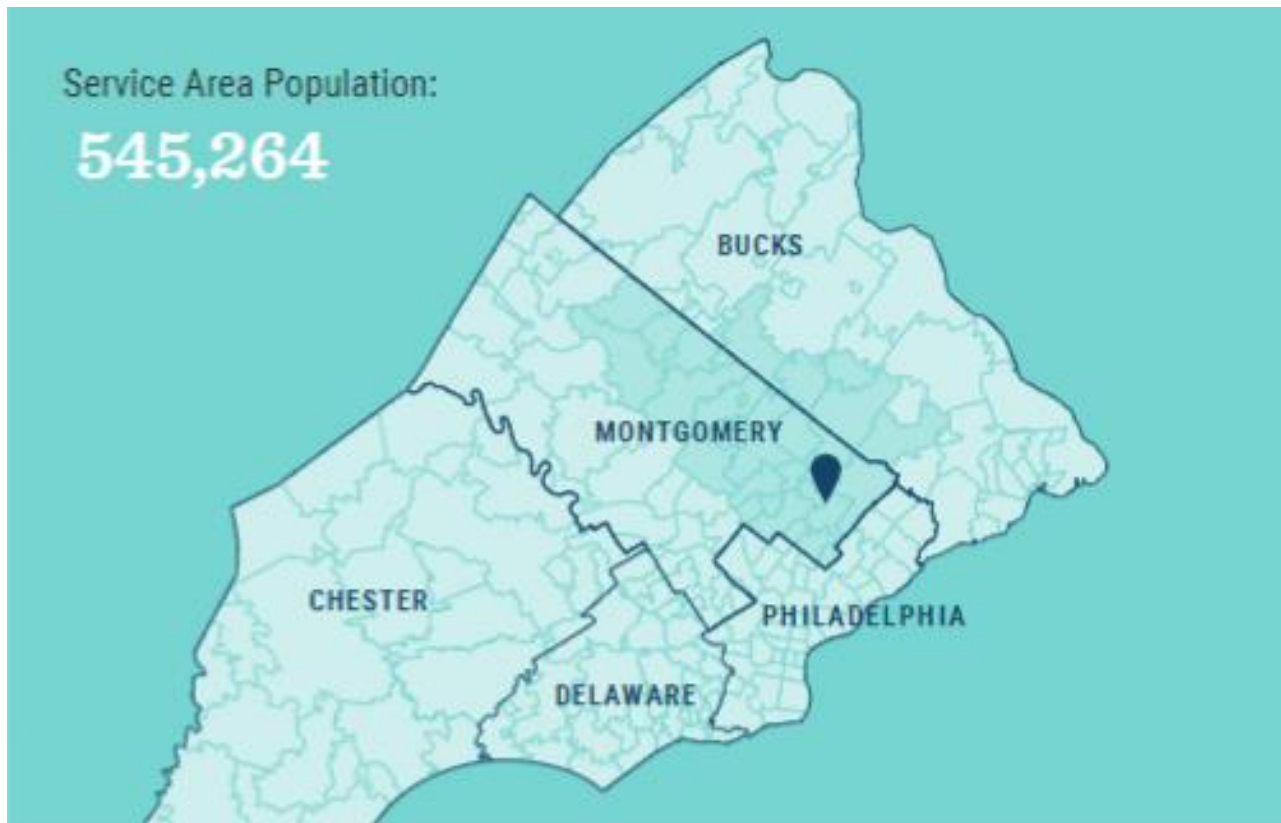 Service Area Population:
545,264
BUCKS
MONTGOMERY
CHESTER
PHILADELPHIA
DELAWARE